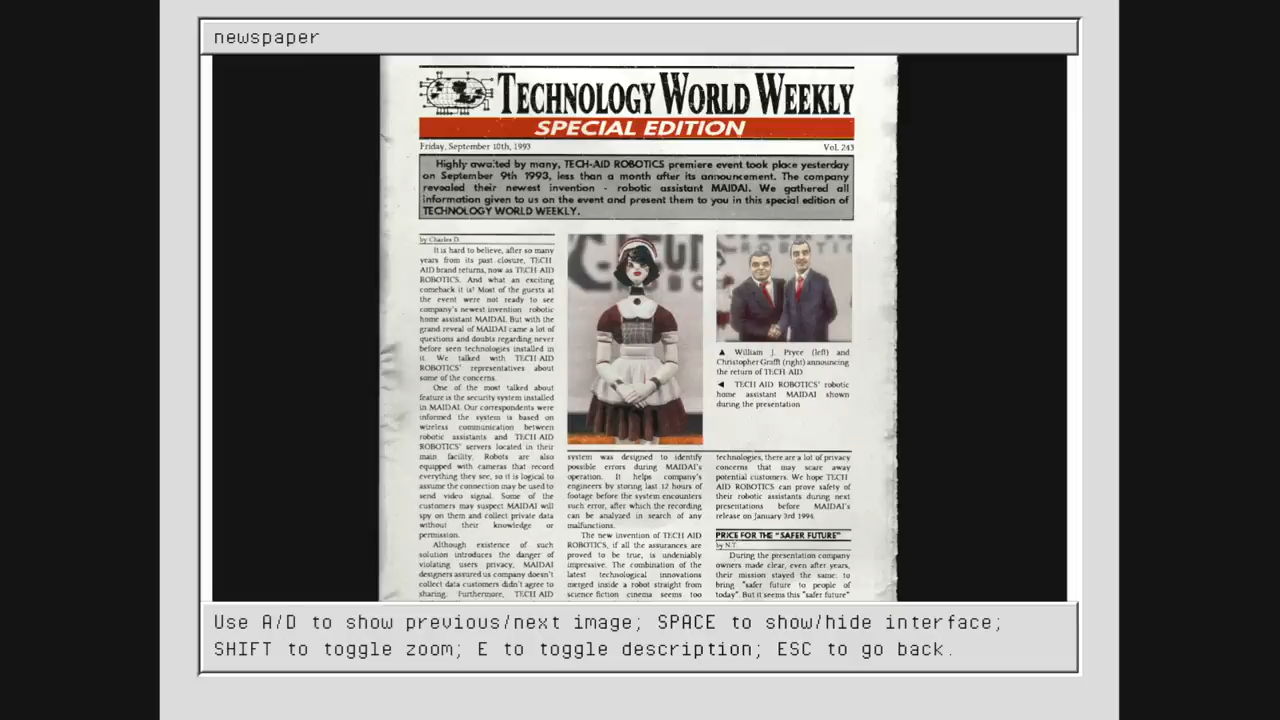 newspaper
TECHNOLOGY WORLD WEEKLY
SPECIAL EDITION
Friday, September 10th, 1993
Vol. 243
Highly awaited by many, TECH-AID ROBOTICS premiere event took place yesterday
on September 9th 1993, less than a month after its announcement. The company
revealed their newest invention - robotic assistant MAIDAI. We gathered all
information given to us on the event and present them to you in this special edition of
TECHNOLOGY WORLD WEEKLY.
by Charles D.
It is hard to believe, after so many
years from its past closure, TECH
AID brand returns, now as TECH AID
ROBOTICS. And what an exciting
comeback it is! Most of the guests at
the event were not ready to see
company's newest invention robotic
home assistant MAIDAI. But with the
grand reveal of MAIDAI came a lot of
questions and doubts regarding never
before seen technologies installed in
it. We talked with TECH AID
ROBOTICS' representatives about
some of the concerns.
One of the most talked about
feature is the security system installed
in MAIDAI. Our correspondents were
informed the system is based on
wireless communication between
robotic assistants and TECH AID
ROBOTICS' servers located in their
main facility. Robots are also
equipped with cameras that record
everything they see, so it is logical to
assume the connection may be used to
send video signal. Some of the
customers may suspect MAIDAI will
spy on them and collect private data
without their knowledge or
permission.
Although existence of such
solution introduces the danger of
violating users privacy, MAIDAI
designers assured us company doesn't
collect data customers didn't agree to
sharing. Furthermore, TECH AID
system was designed to identify
possible errors during MAIDAI's
operation. It helps company's
engineers by storing last 12 hours of
footage before the system encounters
such error, after which the recording
can be analyzed in search of any
malfunctions.
The new invention of TECH AID
ROBOTICS, if all the assurances are
proved to be true, is undeniably
impressive. The combination of the
latest technological innovations
merged inside a robot straight from
science fiction cinema seems too
▲ William J. Pryce (left) and
Christopher Grafft (right) announcing
the return of TECH AID
◀ TECH AID ROBOTICS' robotic
home assistant MAIDAI shown
during the presentation
technologies, there are a lot of privacy
concerns that may scare away
potential customers. We hope TECH
AID ROBOTICS can prove safety of
their robotic assistants during next
presentations before MAIDAI's
release on January 3rd 1994.
PRICE FOR THE "SAFER FUTURE"
by N.T.
During the presentation company
owners made clear, even after years,
their mission stayed the same: to
bring "safer future to people of
today". But it seems this "safer future"
Use A/D to show previous/next image; SPACE to show/hide interface;
SHIFT to toggle zoom; E to toggle description; ESC to go back.